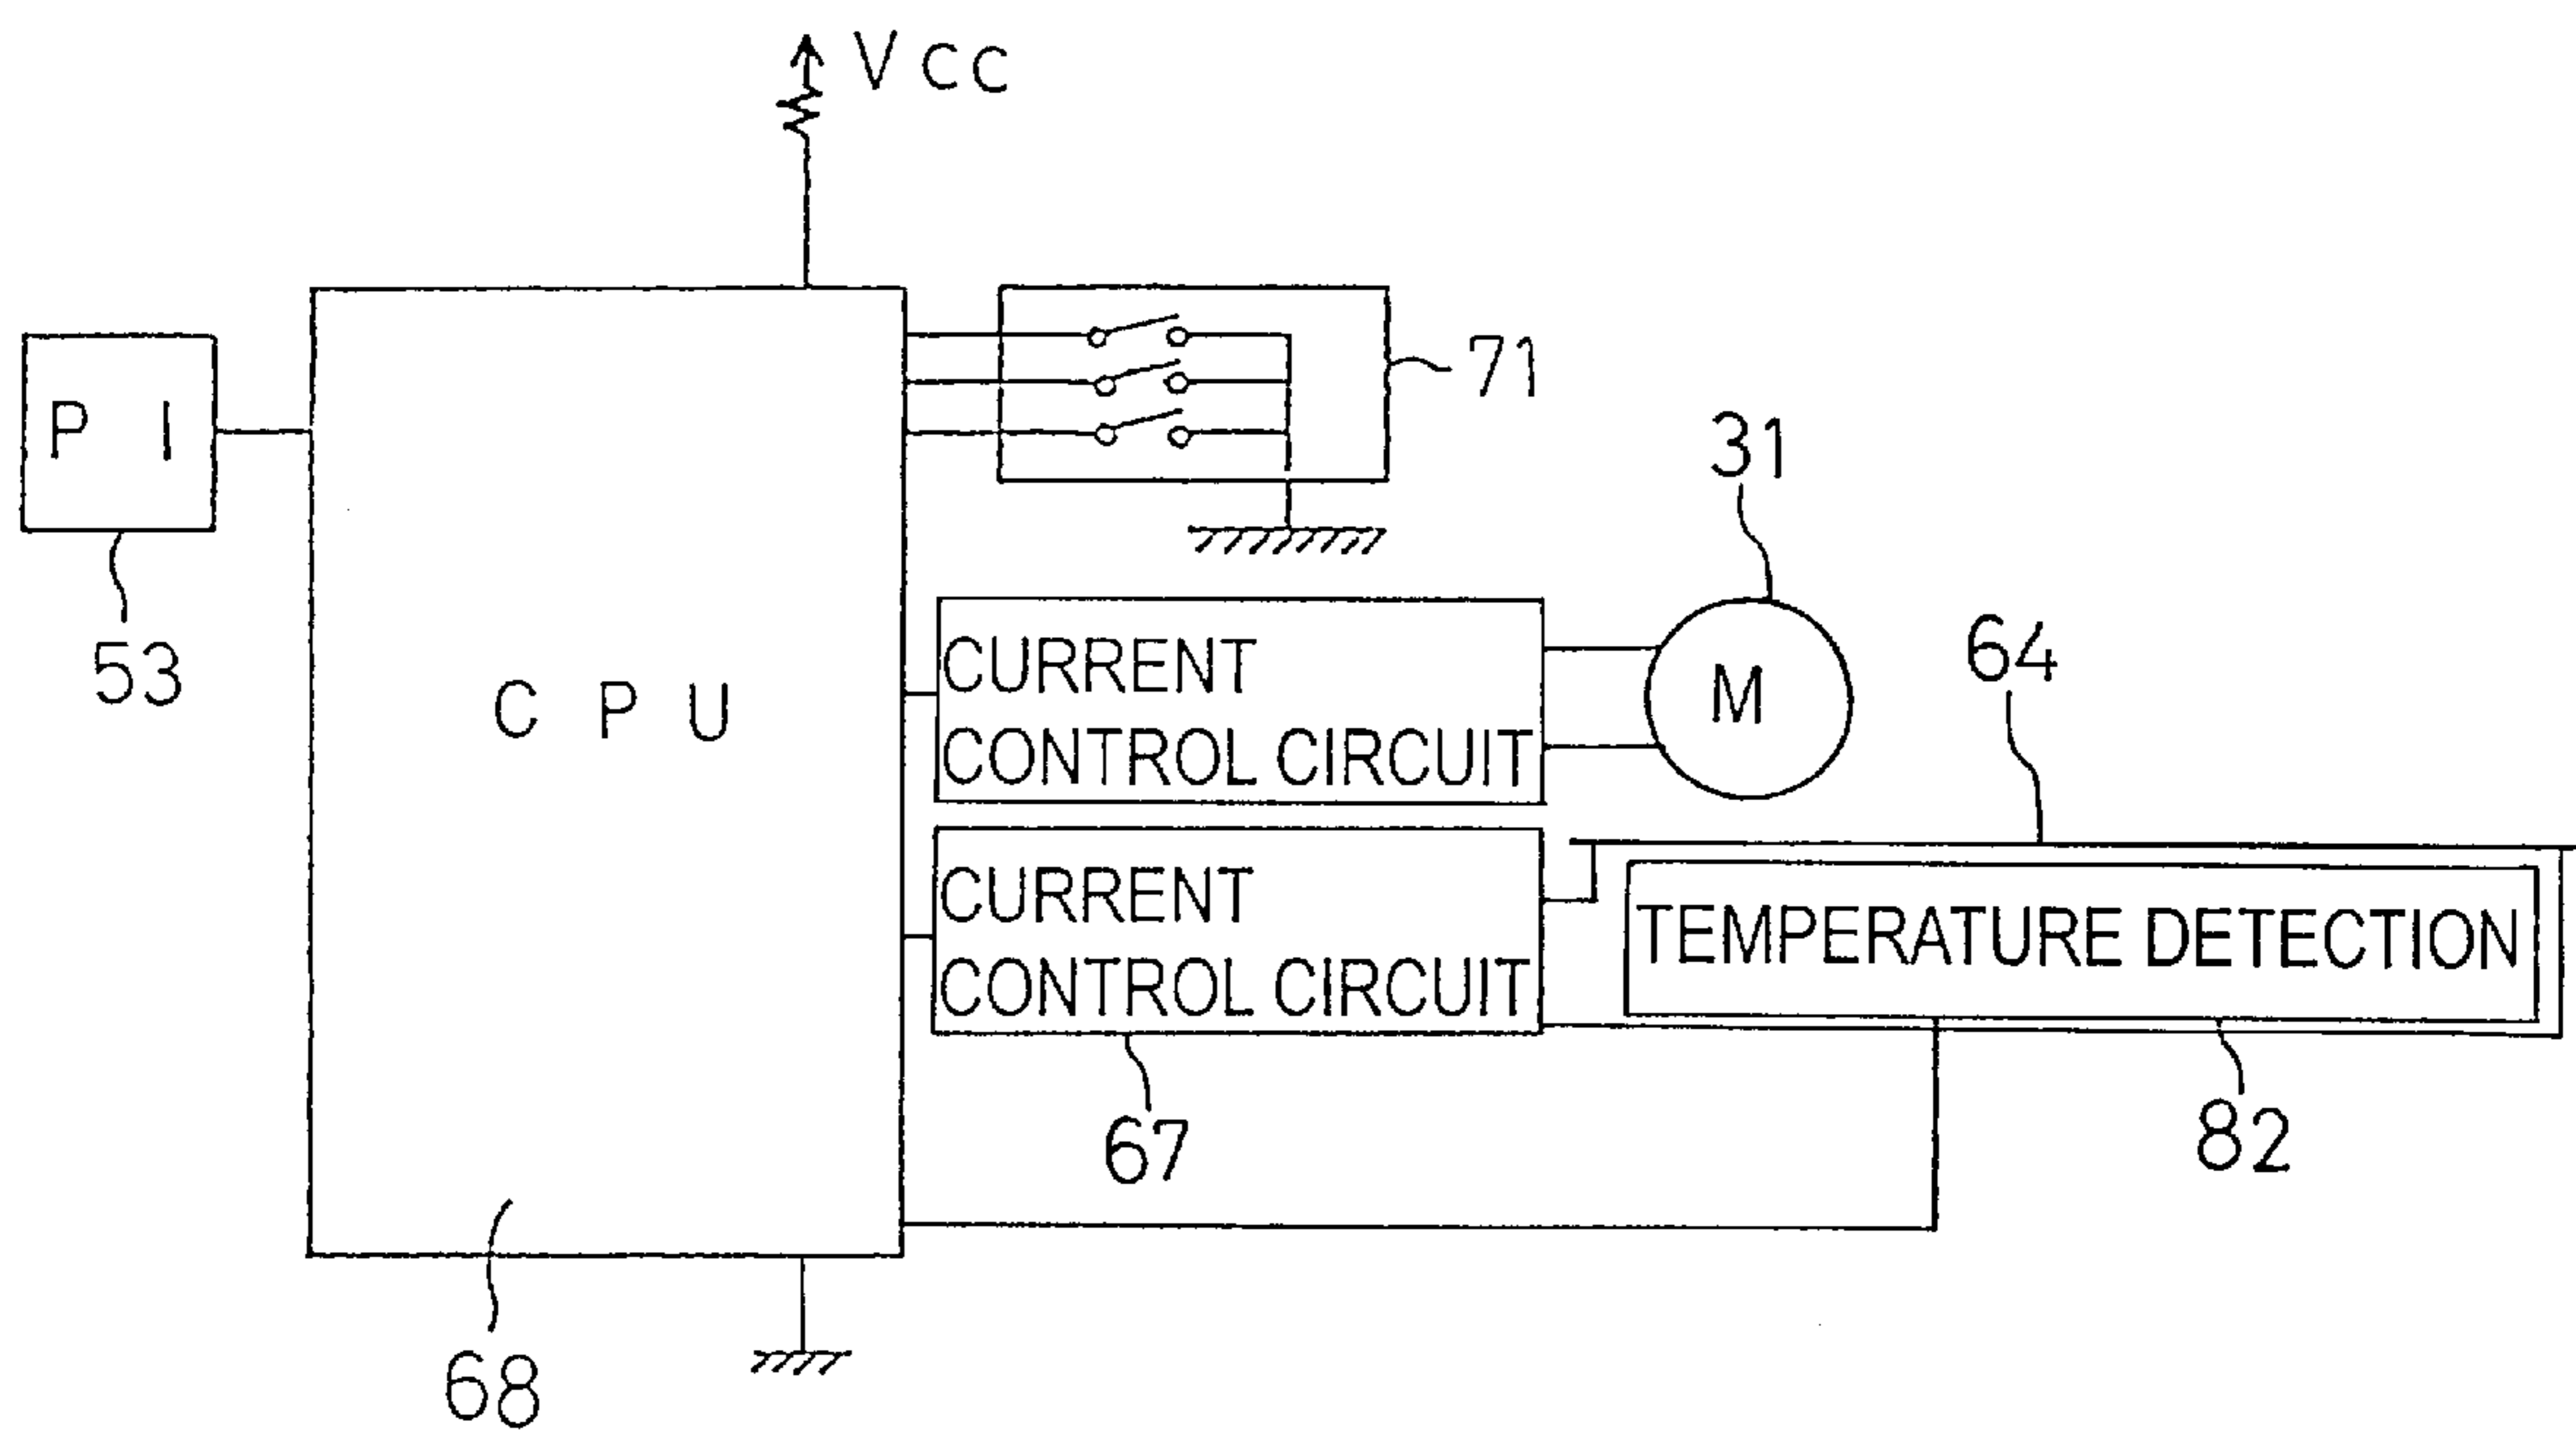 Vcc
P I
53
71
31
C P U
CURRENT
CONTROL CIRCUIT
M
64
CURRENT
CONTROL CIRCUIT
TEMPERATURE DETECTION
67
82
68